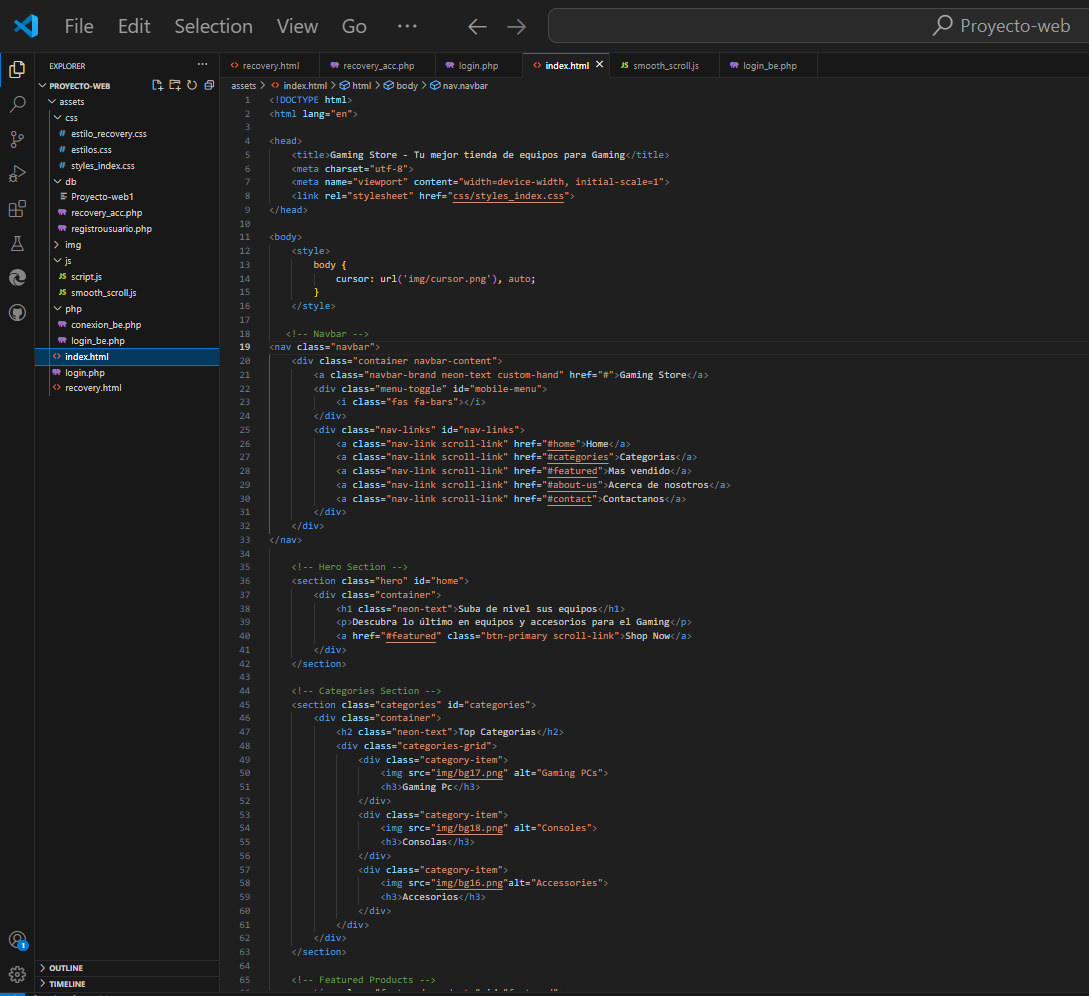 File Edit Selection View Go ··· Proyecto-web
EXPLORER ···
recovery.html recovery_acc.php login.php index.html smooth_scroll.js login_be.php
PROYECTO-WEB
assets > index.html > html > body > nav.navbar
assets
css
# estilo_recovery.css
# estilos.css
# styles_index.css
db
Proyecto-web1
recovery_acc.php
registrousuario.php
img
js
JS script.js
JS smooth_scroll.js
php
conexion_be.php
login_be.php
index.html
login.php
recovery.html
OUTLINE
TIMELINE
1
1 <!DOCTYPE html>
2 <html lang="en">
3
4 <head>
5 <title>Gaming Store - Tu mejor tienda de equipos para Gaming</title>
6 <meta charset="utf-8">
7 <meta name="viewport" content="width=device-width, initial-scale=1">
8 <link rel="stylesheet" href="css/styles_index.css">
9 </head>
10
11 <body>
12 <style>
13 body {
14 cursor: url('img/cursor.png'), auto;
15 }
16 </style>
17
18 <!-- Navbar -->
19 <nav class="navbar">
20 <div class="container navbar-content">
21 <a class="navbar-brand neon-text custom-hand" href="#">Gaming Store</a>
22 <div class="menu-toggle" id="mobile-menu">
23 <i class="fas fa-bars"></i>
24 </div>
25 <div class="nav-links" id="nav-links">
26 <a class="nav-link scroll-link" href="#home">Home</a>
27 <a class="nav-link scroll-link" href="#categories">Categorias</a>
28 <a class="nav-link scroll-link" href="#featured">Mas vendido</a>
29 <a class="nav-link scroll-link" href="#about-us">Acerca de nosotros</a>
30 <a class="nav-link scroll-link" href="#contact">Contactanos</a>
31 </div>
32 </div>
33 </nav>
34
35 <!-- Hero Section -->
36 <section class="hero" id="home">
37 <div class="container">
38 <h1 class="neon-text">Suba de nivel sus equipos</h1>
39 <p>Descubra lo último en equipos y accesorios para el Gaming</p>
40 <a href="#featured" class="btn-primary scroll-link">Shop Now</a>
41 </div>
42 </section>
43
44 <!-- Categories Section -->
45 <section class="categories" id="categories">
46 <div class="container">
47 <h2 class="neon-text">Top Categorias</h2>
48 <div class="categories-grid">
49 <div class="category-item">
50 <img src="img/bg17.png" alt="Gaming PCs">
51 <h3>Gaming Pc</h3>
52 </div>
53 <div class="category-item">
54 <img src="img/bg18.png" alt="Consoles">
55 <h3>Consolas</h3>
56 </div>
57 <div class="category-item">
58 <img src="img/bg16.png"alt="Accessories">
59 <h3>Accesorios</h3>
60 </div>
61 </div>
62 </div>
63 </section>
64
65 <!-- Featured Products -->